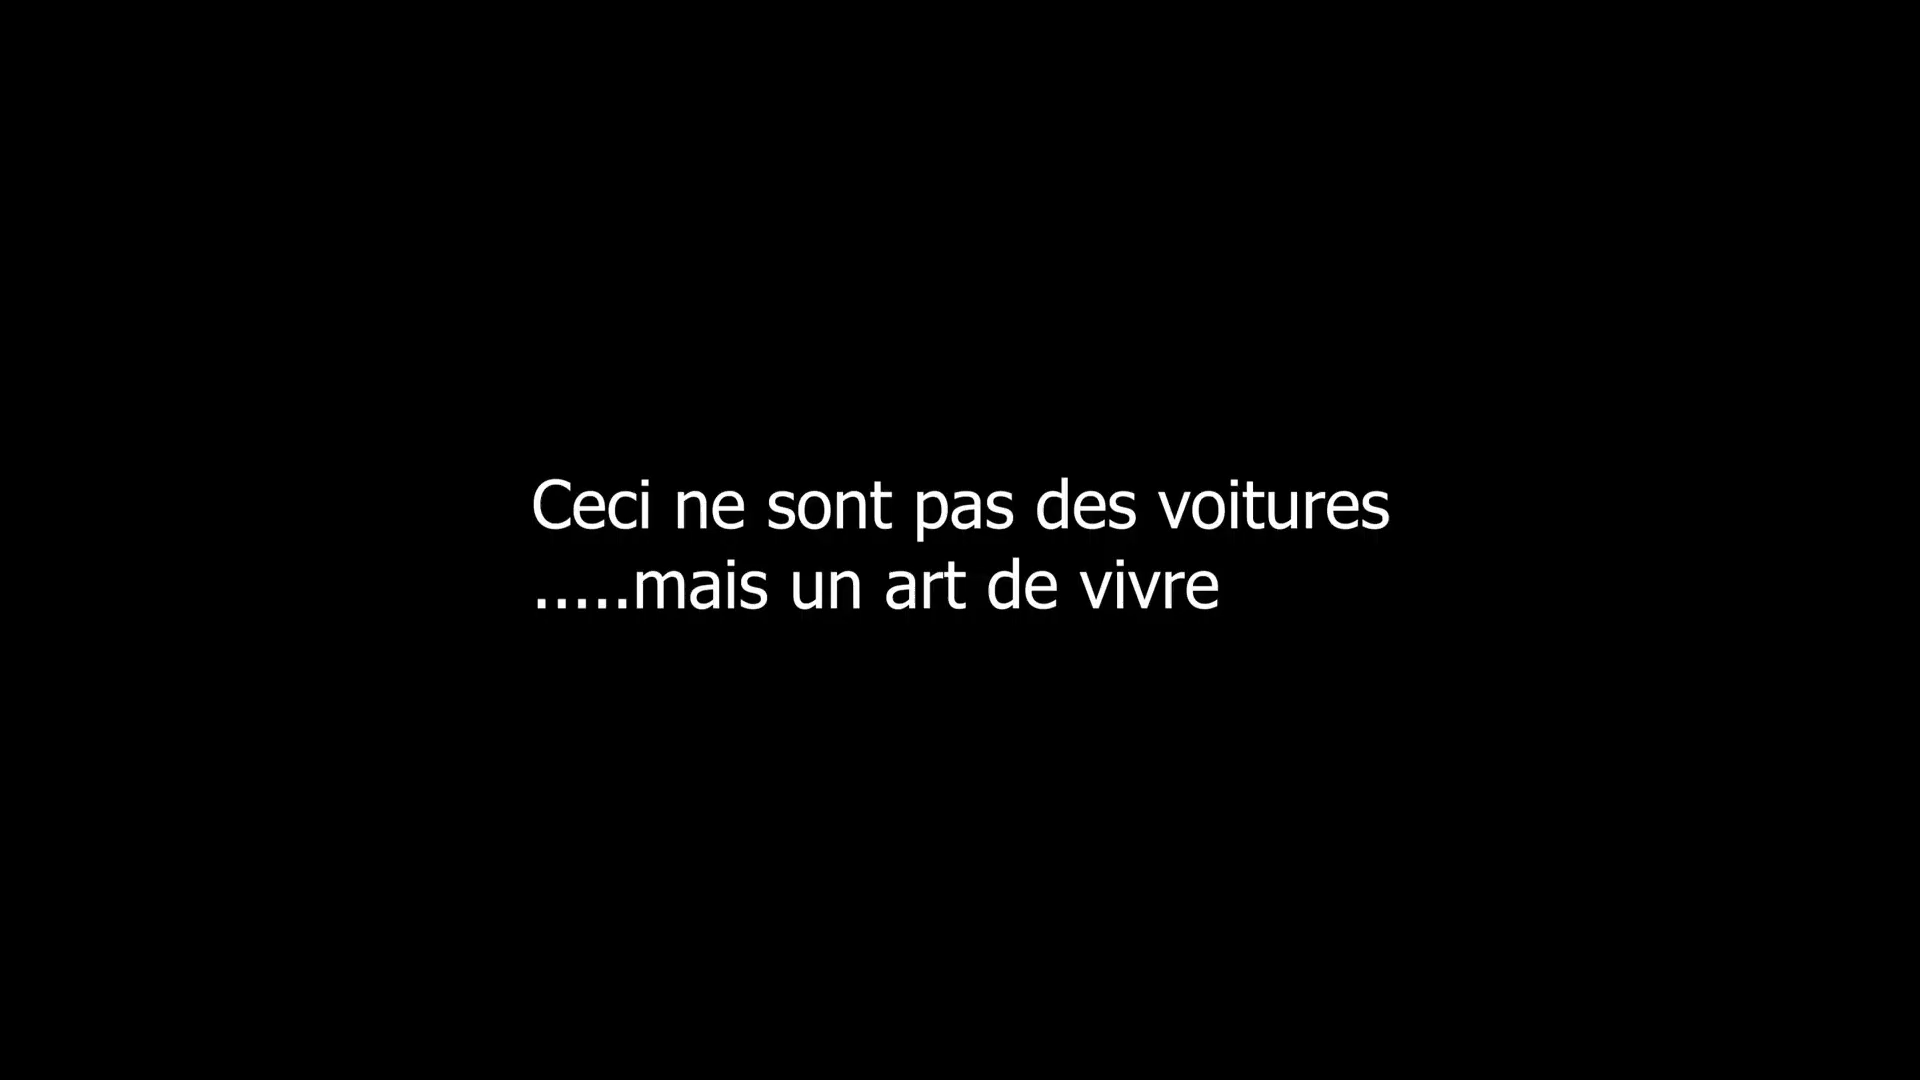 Ceci ne sont pas des voitures
.....mais un art de vivre